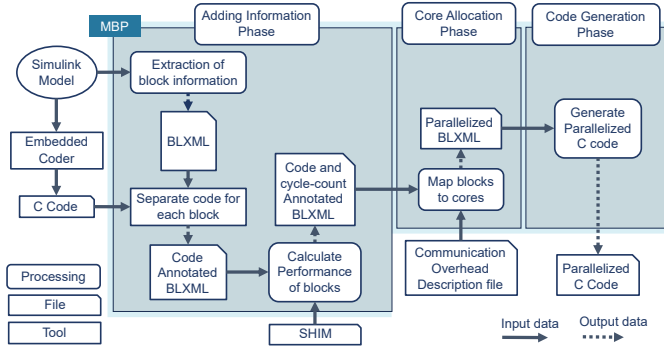 MBP
Adding Information
Phase
Core Allocation
Phase
Code Generation
Phase
Simulink
Model
Extraction of
block information
BLXML
Embedded
Coder
C Code
Separate code for
each block
Code
Annotated
BLXML
Code and
cycle-count
Annotated
BLXML
Calculate
Performance
of blocks
SHIM
Parallelized
BLXML
Map blocks
to cores
Communication
Overhead
Description file
Generate
Parallelized
C code
Parallelized
C Code
Processing
File
Tool
Input data
Output data